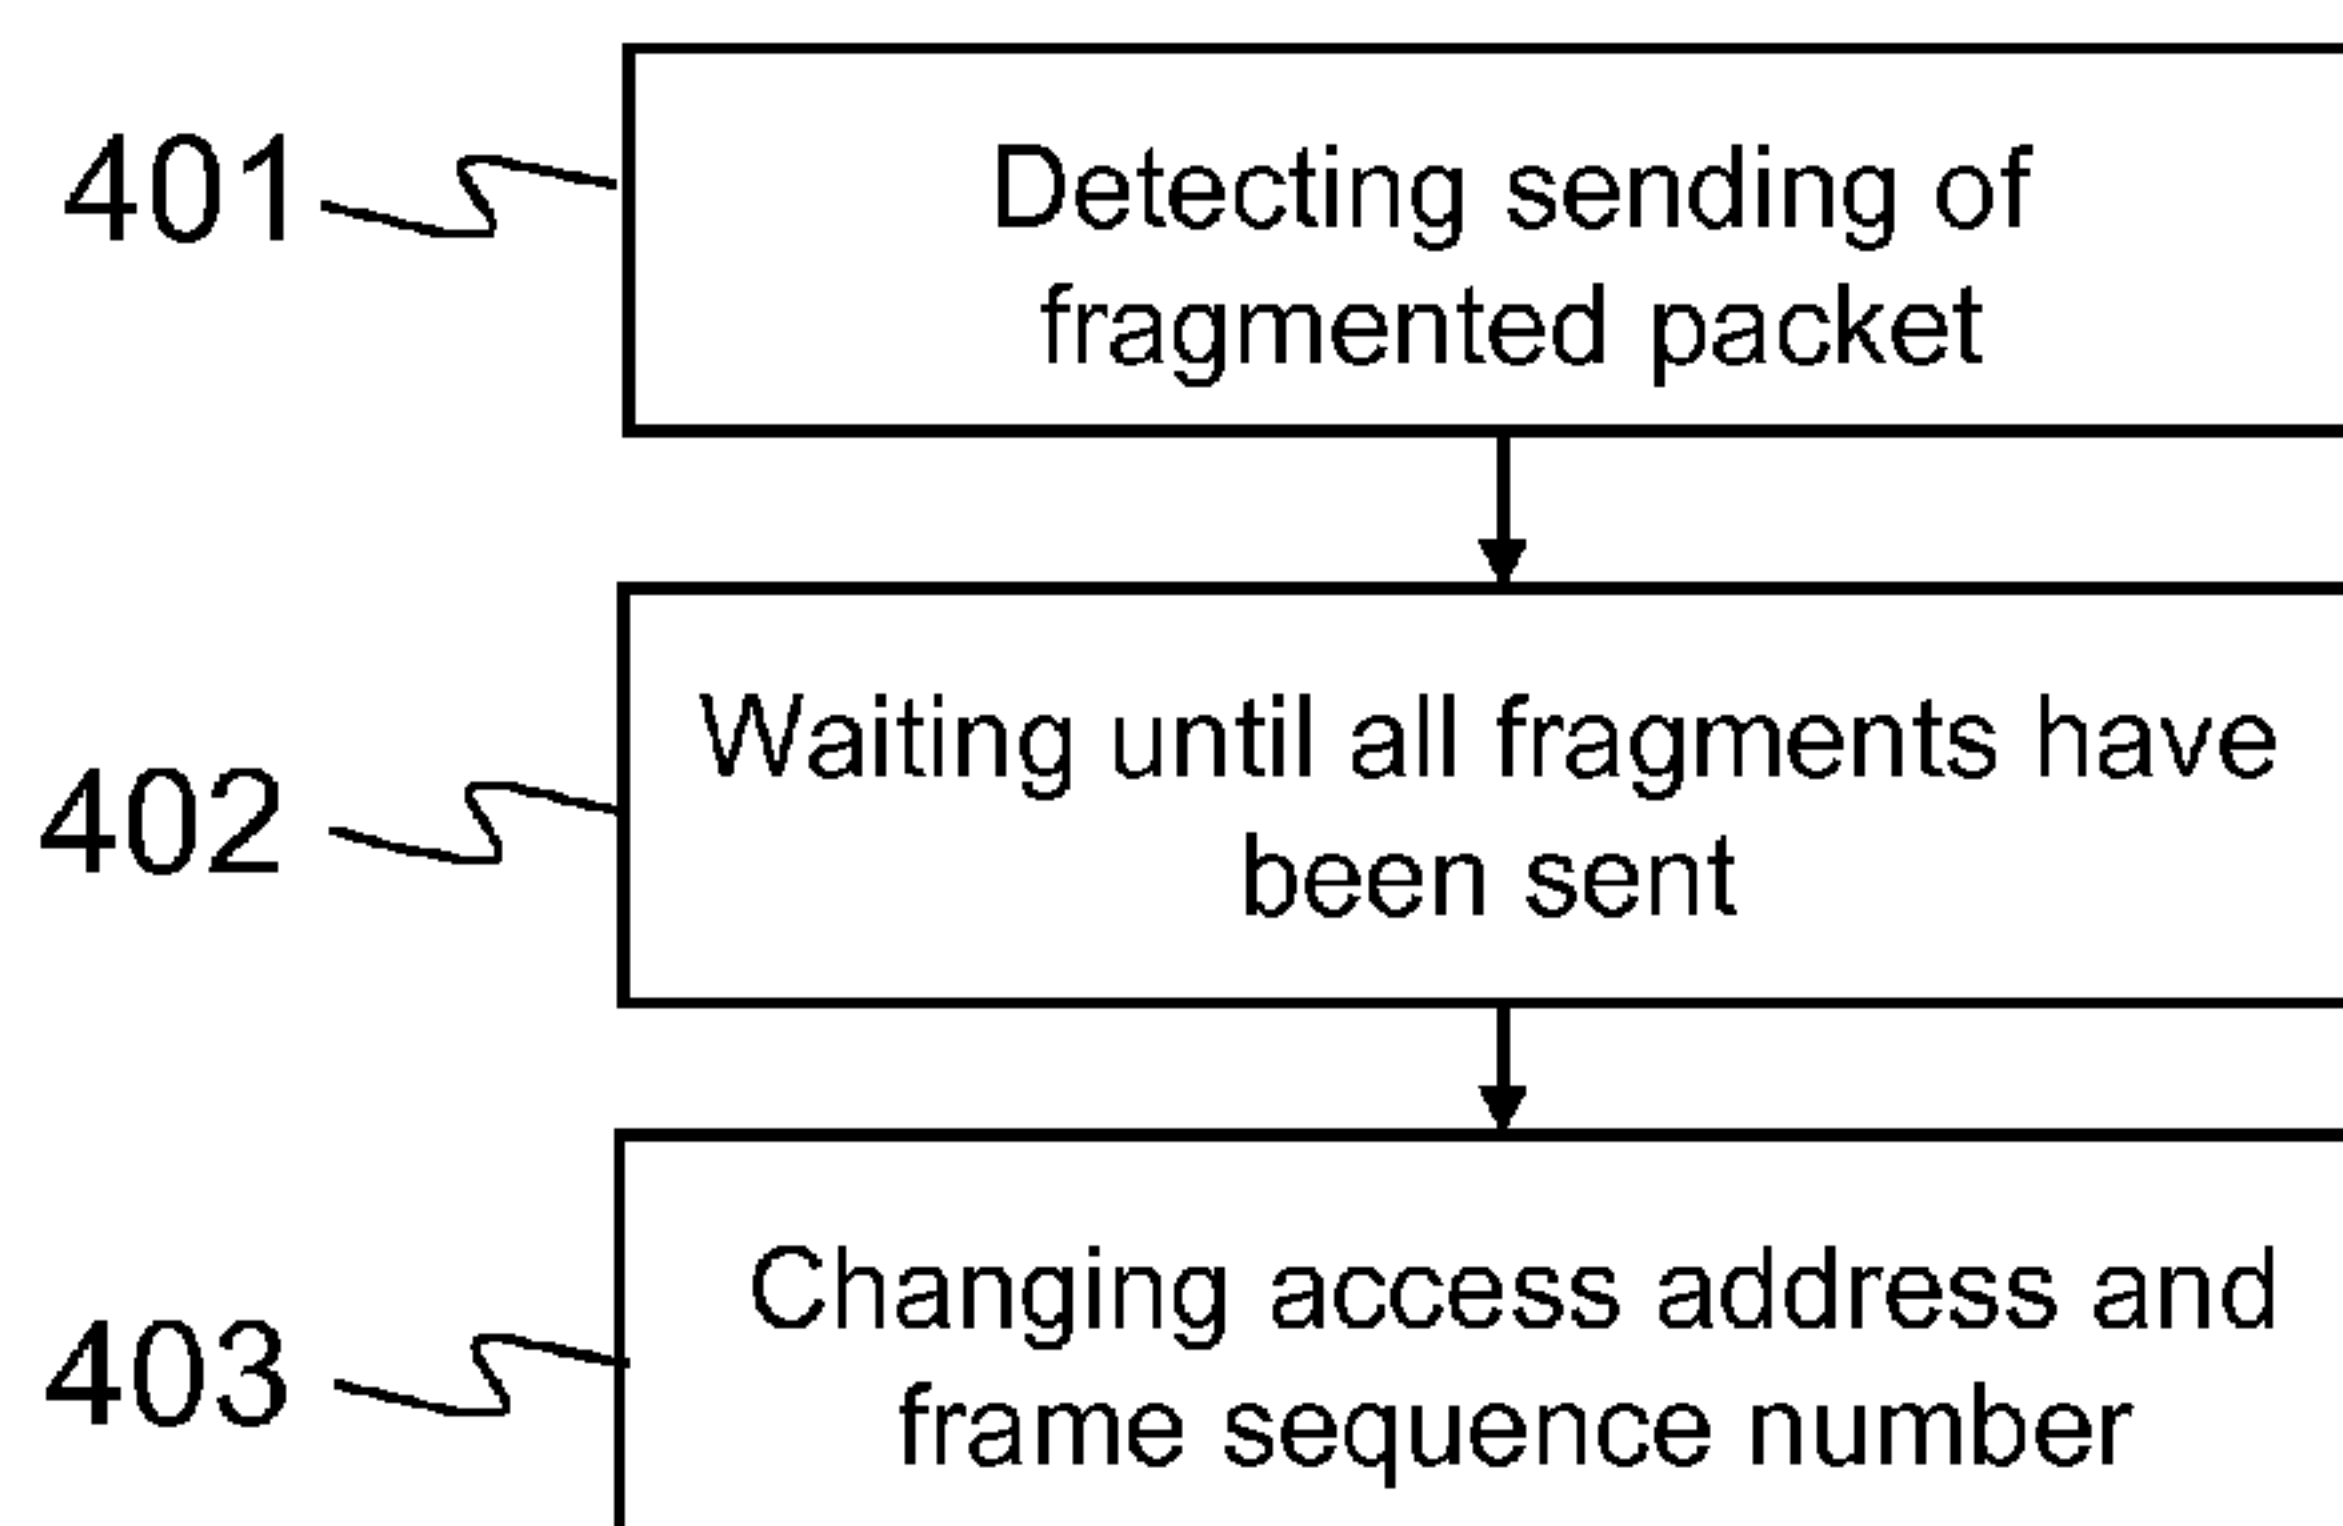 401
Detecting sending of
fragmented packet
402
Waiting until all fragments have
been sent
403
Changing access address and
frame sequence number